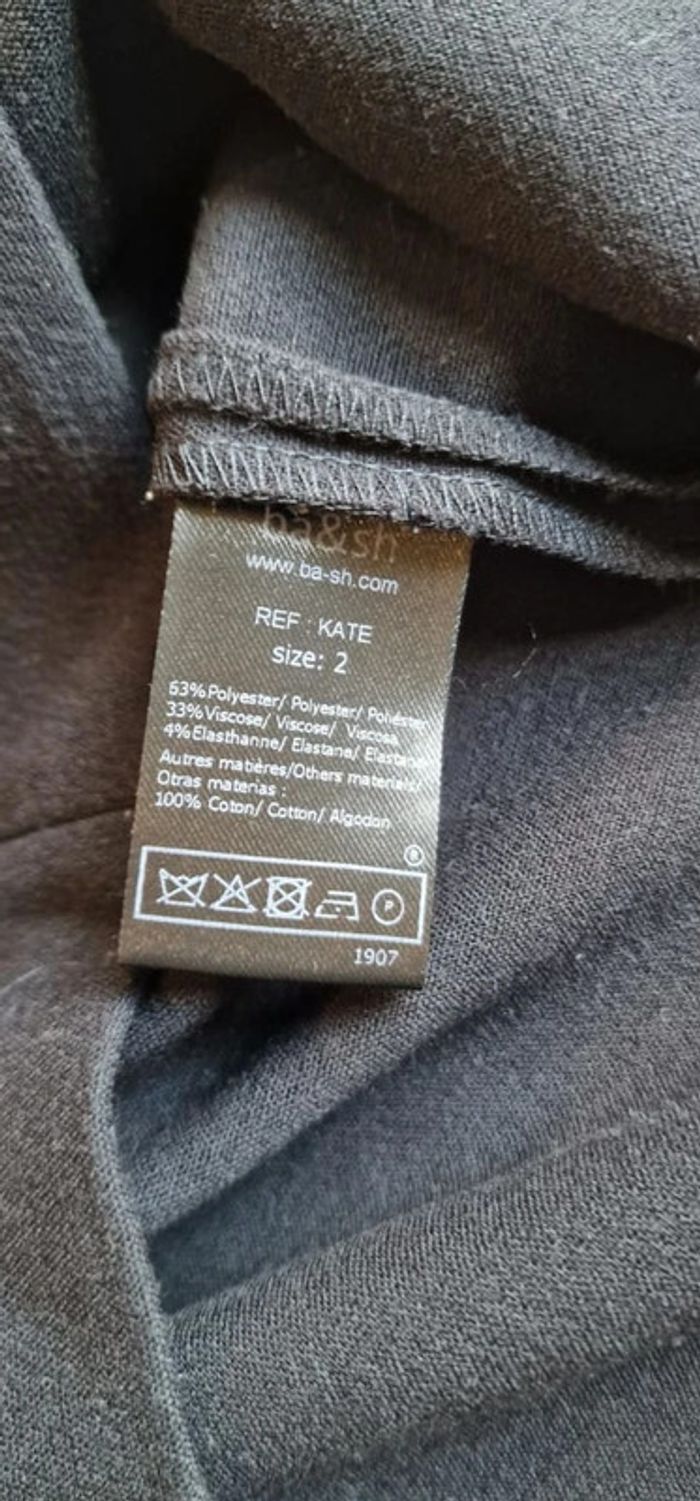 ba&sh
www.ba-sh.com
REF : KATE
size: 2
63%Polyester/ Polyester/ Poliéster
33%Viscose/ Viscose/ Viscosa
4%Elasthanne/ Elastane/ Elastano
Autres matières/Others materials/
Otras materias :
100% Coton/ Cotton/ Algodon
®
P
1907